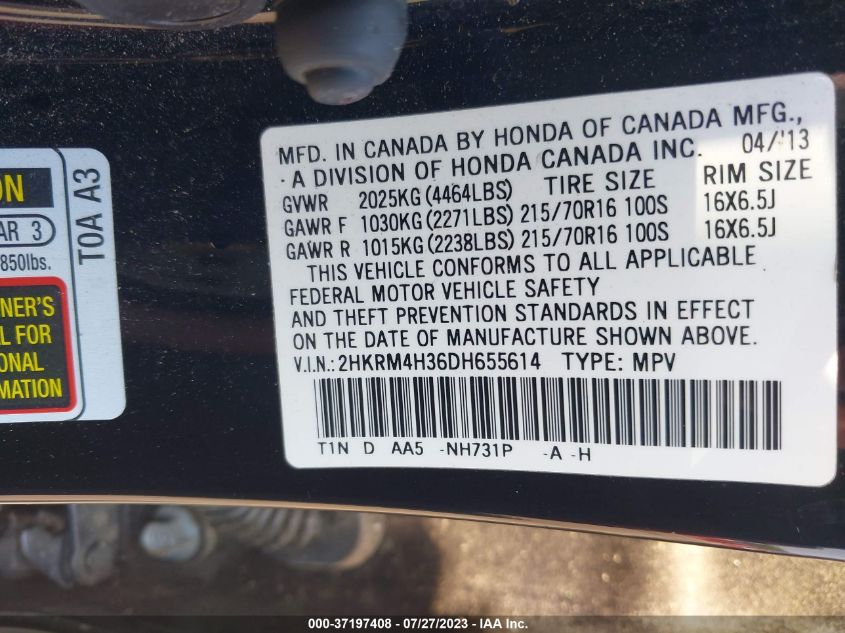 MFD. IN CANADA BY HONDA OF CANADA MFG.,
A DIVISION OF HONDA CANADA INC. 04/'13
GVWR 2025KG (4464LBS) TIRE SIZE RIM SIZE
GAWR F 1030KG (2271LBS) 215/70R16 100S 16X6.5J
GAWR R 1015KG (2238LBS) 215/70R16 100S 16X6.5J
THIS VEHICLE CONFORMS TO ALL APPLICABLE
FEDERAL MOTOR VEHICLE SAFETY
AND THEFT PREVENTION STANDARDS IN EFFECT
ON THE DATE OF MANUFACTURE SHOWN ABOVE.
V.I.N.: 2HKRM4H36DH655614 TYPE: MPV
T1N D AA5 -NH731P -A -H
ON
AR 3
850lbs.
NER'S
L FOR
ONAL
MATION
T0A A3
000-37197408 - 07/27/2023 - IAA Inc.